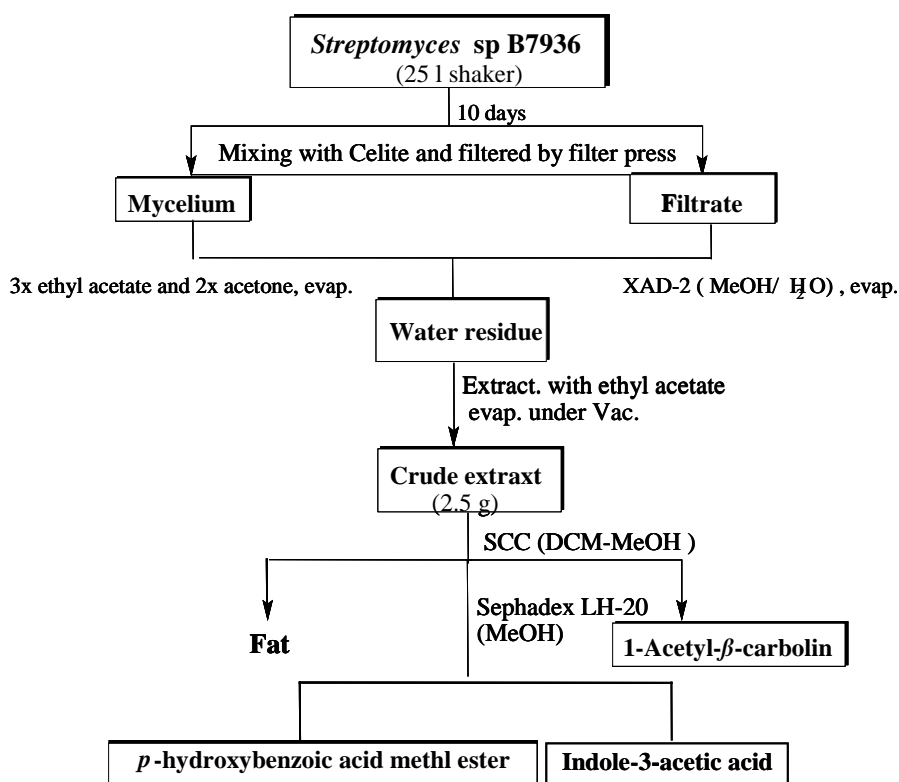 Streptomyces sp B7936
(25 l shaker)
10 days
Mixing with Celite and filtered by filter press
Mycelium
Filtrate
3x ethyl acetate and 2x acetone, evap.
XAD-2 ( MeOH/ H2O) , evap.
Water residue
Extract. with ethyl acetate
evap. under Vac.
Crude extraxt
(2.5 g)
SCC (DCM-MeOH )
Sephadex LH-20
(MeOH)
Fat
1-Acetyl-β-carbolin
p-hydroxybenzoic acid methl ester
Indole-3-acetic acid